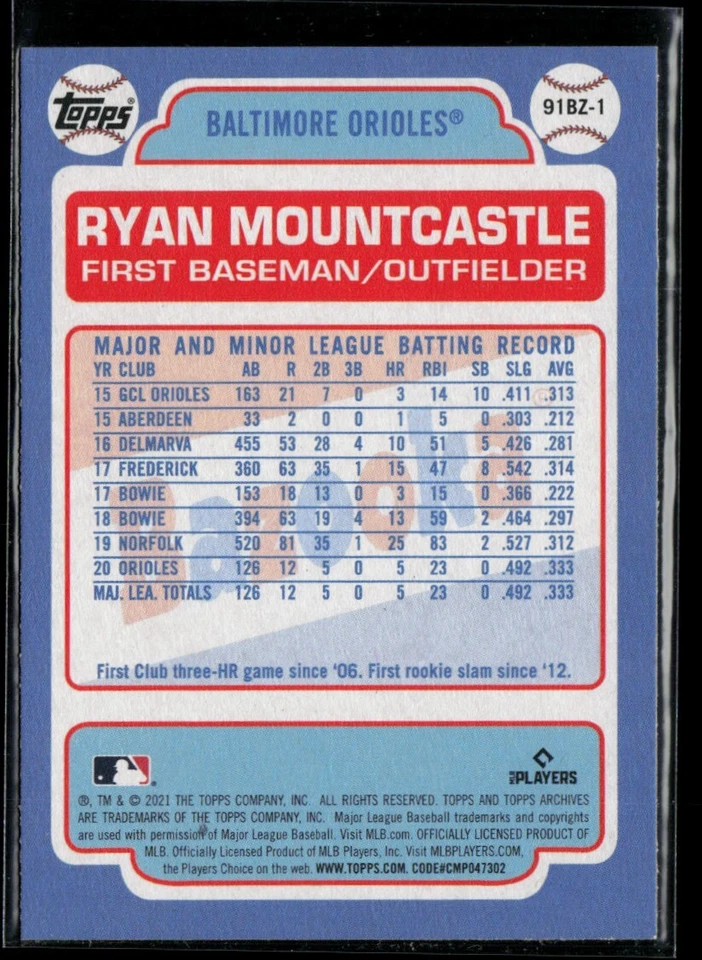 Topps®
BALTIMORE ORIOLES®
91BZ-1
RYAN MOUNTCASTLE
FIRST BASEMAN/OUTFIELDER
MAJOR AND MINOR LEAGUE BATTING RECORD
YR CLUB AB R 2B 3B HR RBI SB SLG AVG
15 GCL ORIOLES 163 21 7 0 3 14 10 .411 .313
15 ABERDEEN 33 2 0 0 1 5 0 .303 .212
16 DELMARVA 455 53 28 4 10 51 5 .426 .281
17 FREDERICK 360 63 35 1 15 47 8 .542 .314
17 BOWIE 153 18 13 0 3 15 0 .366 .222
18 BOWIE 394 63 19 4 13 59 2 .464 .297
19 NORFOLK 520 81 35 1 25 83 2 .527 .312
20 ORIOLES 126 12 5 0 5 23 0 .492 .333
MAJ. LEA. TOTALS 126 12 5 0 5 23 0 .492 .333
Bazooka
First Club three-HR game since '06. First rookie slam since '12.
MLB PLAYERS
®, TM & © 2021 THE TOPPS COMPANY, INC. ALL RIGHTS RESERVED. TOPPS AND TOPPS ARCHIVES
ARE TRADEMARKS OF THE TOPPS COMPANY, INC. Major League Baseball trademarks and copyrights
are used with permission of Major League Baseball. Visit MLB.com. OFFICIALLY LICENSED PRODUCT OF
MLB. Officially Licensed Product of MLB Players, Inc. Visit MLBPLAYERS.COM,
the Players Choice on the web. WWW.TOPPS.COM. CODE#CMP047302